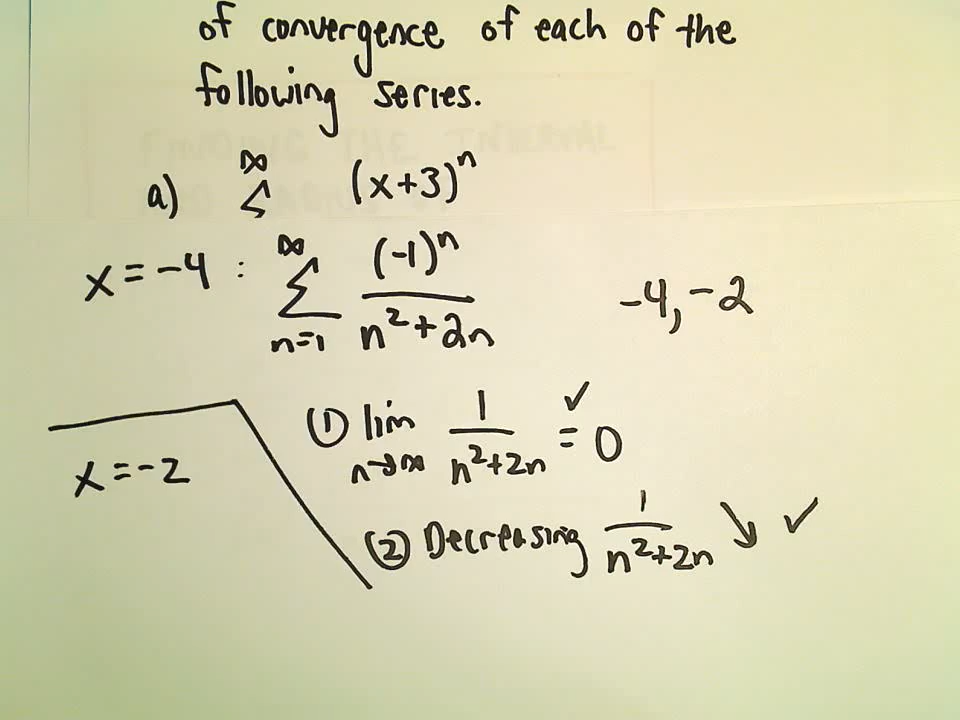 of convergence of each of the
following series.
a) ∞ Σ (x+3)^n
x = -4 : ∞ Σ n=1 (-1)^n / n^2+2n
-4, -2
① lim n→∞ 1 / n^2+2n = 0 ✓
x = -2
② Decreasing 1 / n^2+2n ↘ ✓